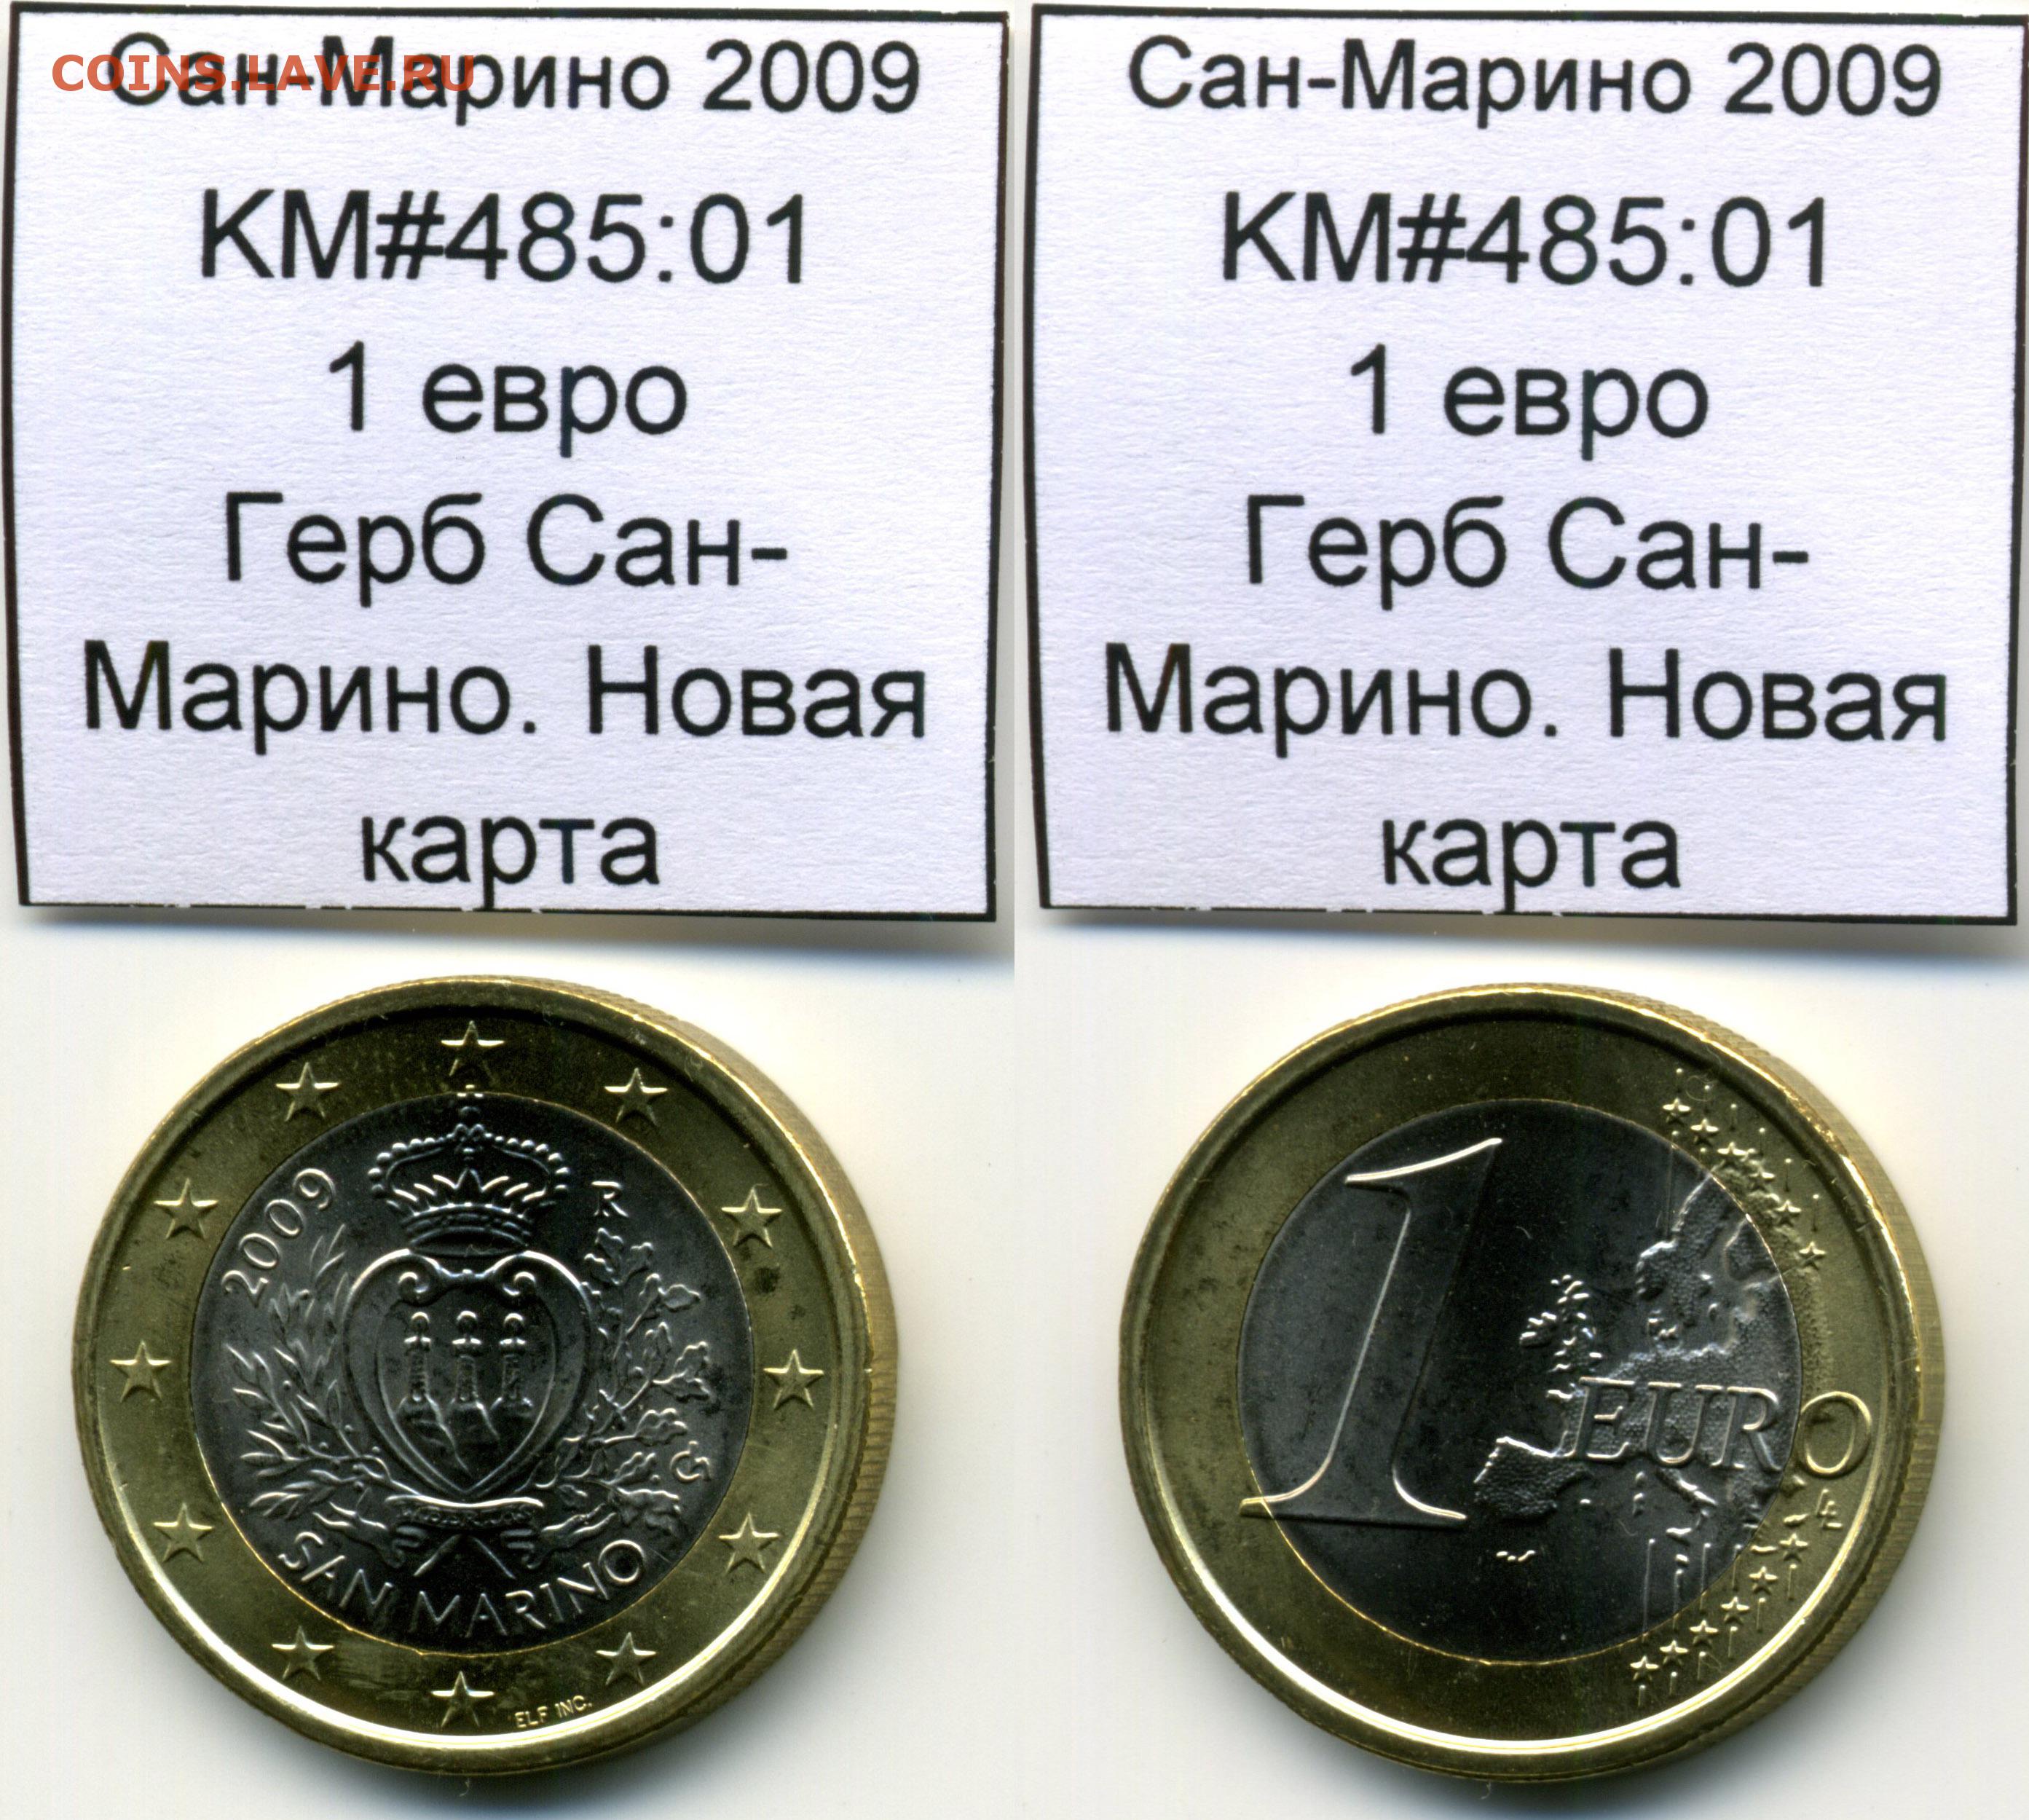 Сан-Марино 2009
COINS.LAVE.RU
KM#485:01
1 евро
Герб Сан-
Марино. Новая
карта
Сан-Марино 2009
KM#485:01
1 евро
Герб Сан-
Марино. Новая
карта
2009
R
SAN MARINO
ELF INC.
1
EURO